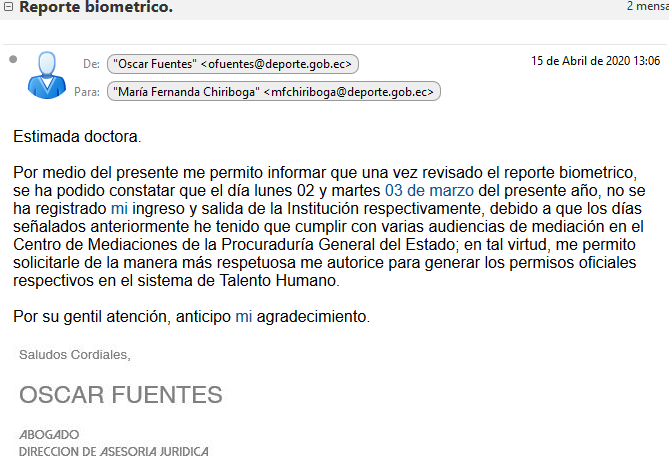 Reporte biometrico.
2 mensa
De: "Oscar Fuentes" <ofuentes@deporte.gob.ec>
15 de Abril de 2020 13:06
Para: "María Fernanda Chiriboga" <mfchiriboga@deporte.gob.ec>
Estimada doctora.
Por medio del presente me permito informar que una vez revisado el reporte biometrico,
se ha podido constatar que el día lunes 02 y martes 03 de marzo del presente año, no se
ha registrado mi ingreso y salida de la Institución respectivamente, debido a que los días
señalados anteriormente he tenido que cumplir con varias audiencias de mediación en el
Centro de Mediaciones de la Procuraduría General del Estado; en tal virtud, me permito
solicitarle de la manera más respetuosa me autorice para generar los permisos oficiales
respectivos en el sistema de Talento Humano.
Por su gentil atención, anticipo mi agradecimiento.
Saludos Cordiales,
OSCAR FUENTES
ABOGADO
DIRECCION DE ASESORIA JURIDICA